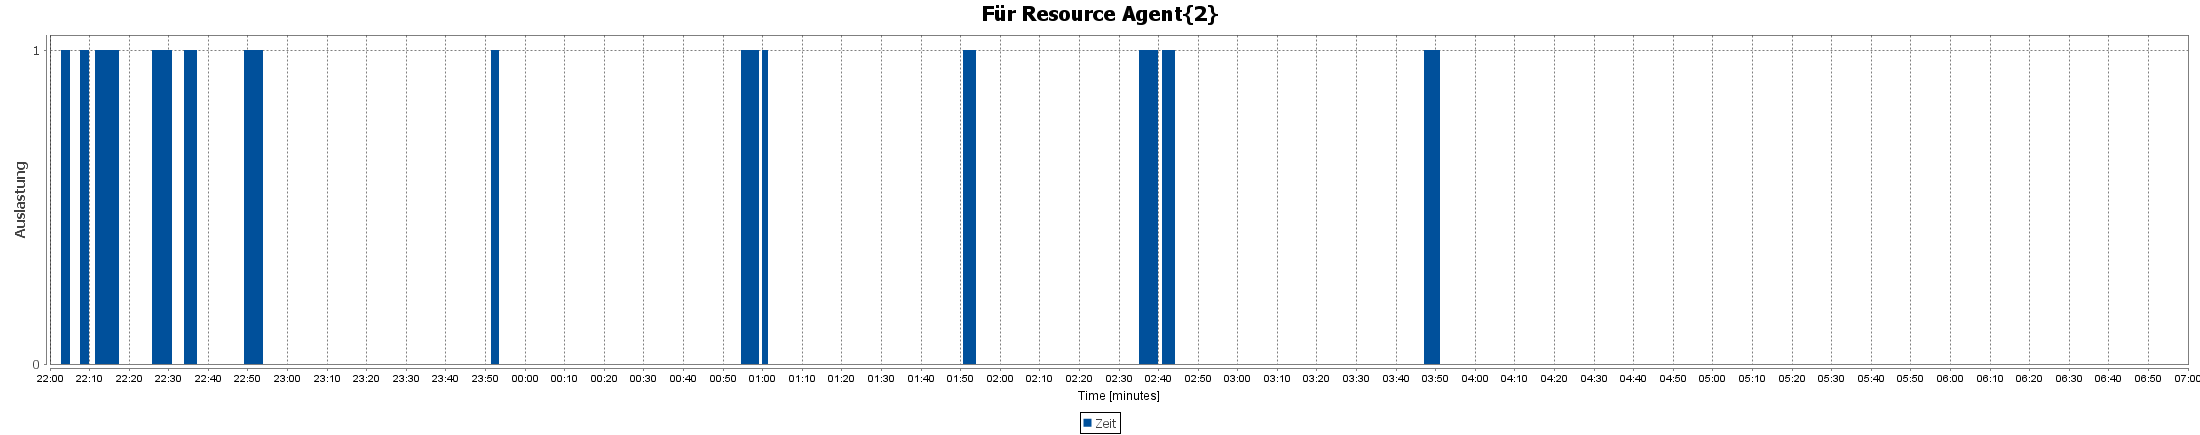 Für Resource Agent{2}
Auslastung
1
0
22:00 22:10 22:20 22:30 22:40 22:50 23:00 23:10 23:20 23:30 23:40 23:50 00:00 00:10 00:20 00:30 00:40 00:50 01:00 01:10 01:20 01:30 01:40 01:50 02:00 02:10 02:20 02:30 02:40 02:50 03:00 03:10 03:20 03:30 03:40 03:50 04:00 04:10 04:20 04:30 04:40 04:50 05:00 05:10 05:20 05:30 05:40 05:50 06:00 06:10 06:20 06:30 06:40 06:50 07:00
Time [minutes]
Zeit